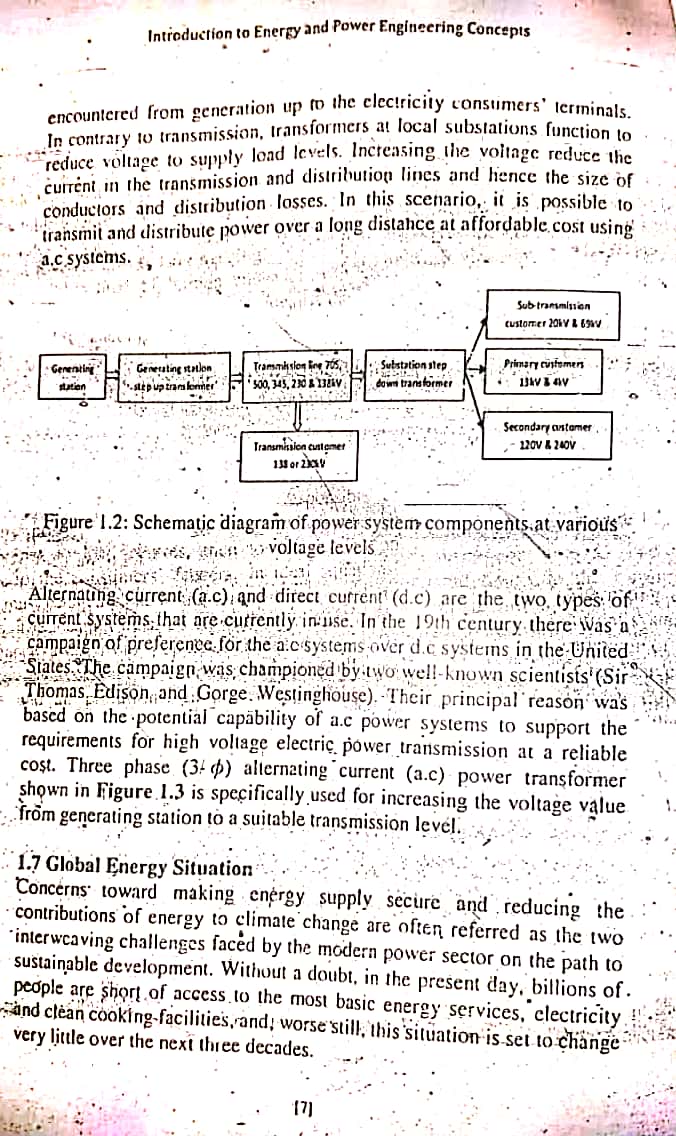 Introduction to Energy and Power Engineering Concepts
encountered from generation up to the electricity consumers' terminals.
In contrary to transmission, transformers at local substations function to
reduce voltage to supply load levels. Increasing the voltage reduce the
current in the transmission and distribution lines and hence the size of
conductors and distribution losses. In this scenario, it is possible to
transmit and distribute power over a long distance at affordable cost using
a.c systems.
Sub-transmission
customer 20kV & 69kV
Generating
station
Generating station
step up transformer
Transmission line 705,
500, 345, 230 & 138kV
Substation step
down transformer
Primary customers
13kV & 4kV
Secondary customer
120V & 240V
Transmission customer
138 or 230kV
Figure 1.2: Schematic diagram of power system components at various
voltage levels
Alternating current (a.c) and direct current (d.c) are the two types of
current systems that are currently in use. In the 19th century there was a
campaign of preference for the a.c systems over d.c systems in the United
States. The campaign was championed by two well-known scientists (Sir
Thomas Edison and Gorge Westinghouse). Their principal reason was
based on the potential capability of a.c power systems to support the
requirements for high voltage electric power transmission at a reliable
cost. Three phase (3-ф) alternating current (a.c) power transformer
shown in Figure 1.3 is specifically used for increasing the voltage value
from generating station to a suitable transmission level.
1.7 Global Energy Situation
Concerns toward making energy supply secure and reducing the
contributions of energy to climate change are often referred as the two
interweaving challenges faced by the modern power sector on the path to
sustainable development. Without a doubt, in the present day, billions of
people are short of access to the most basic energy services, electricity
and clean cooking facilities, and, worse still, this situation is set to change
very little over the next three decades.
[7]